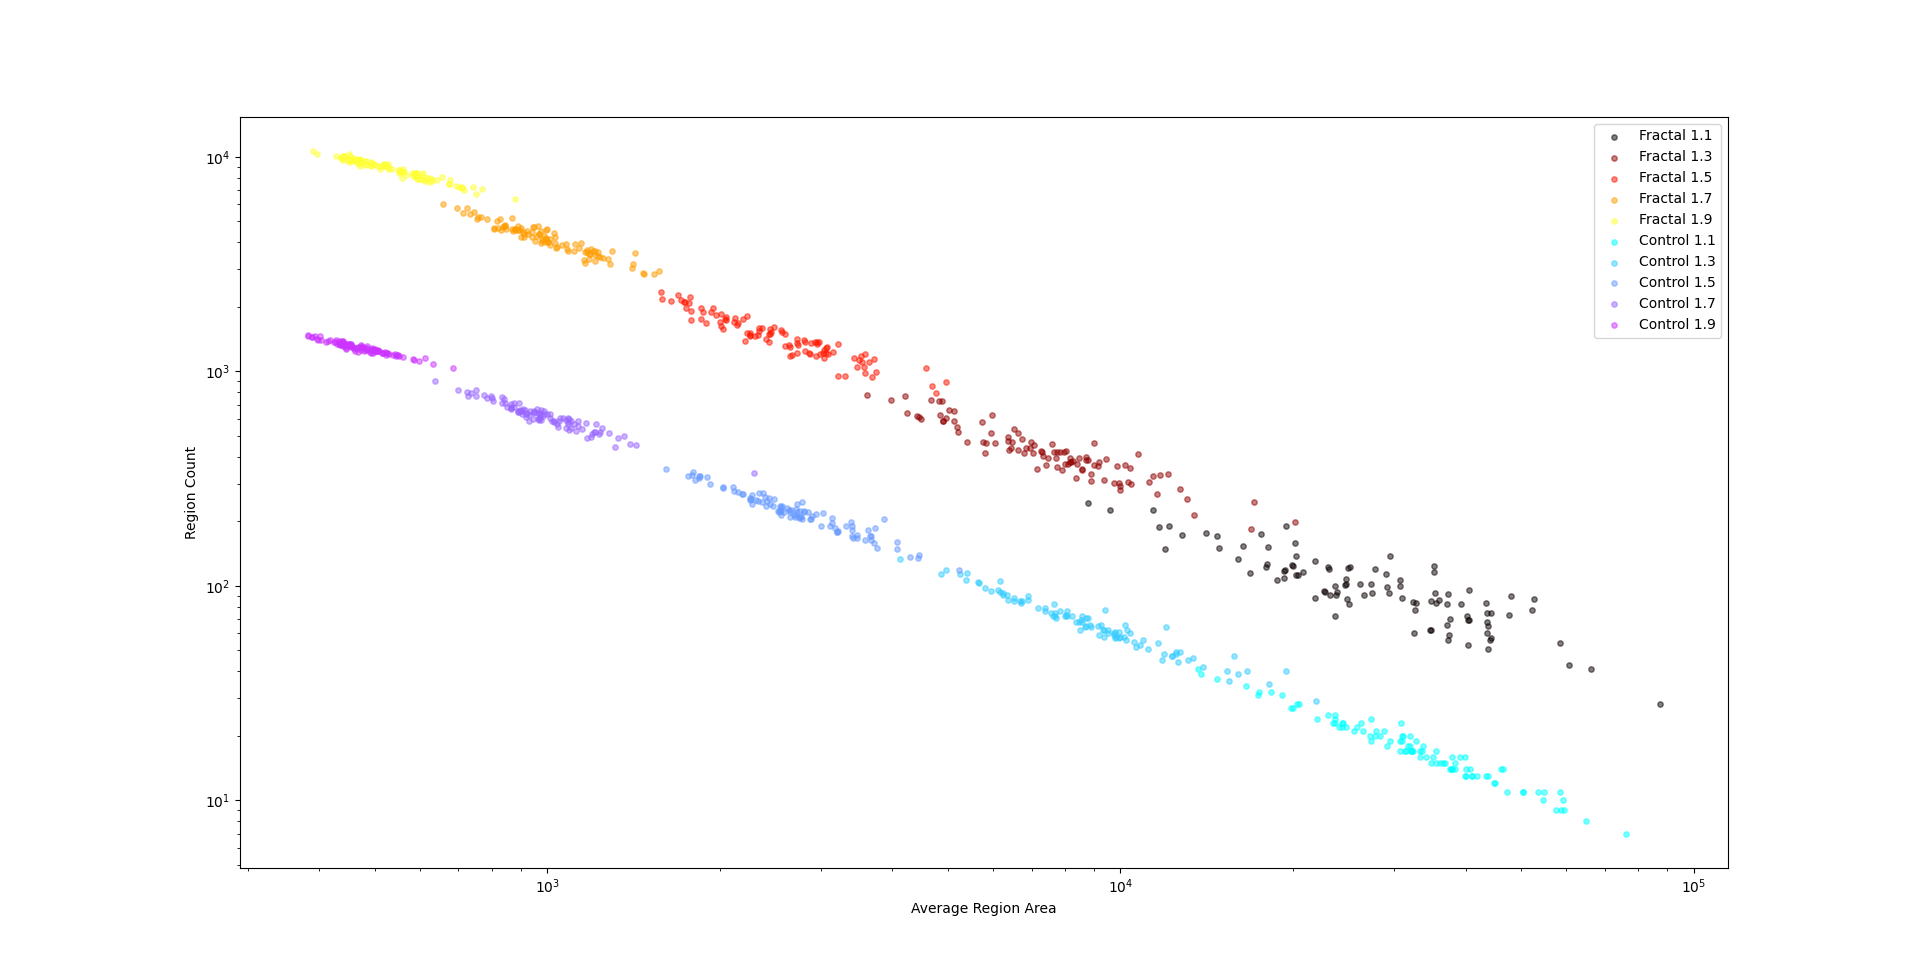 Fractal 1.1
Fractal 1.3
Fractal 1.5
Fractal 1.7
Fractal 1.9
Control 1.1
Control 1.3
Control 1.5
Control 1.7
Control 1.9
10⁴
10³
10²
10¹
Region Count
10³ 10⁴ 10⁵
Average Region Area